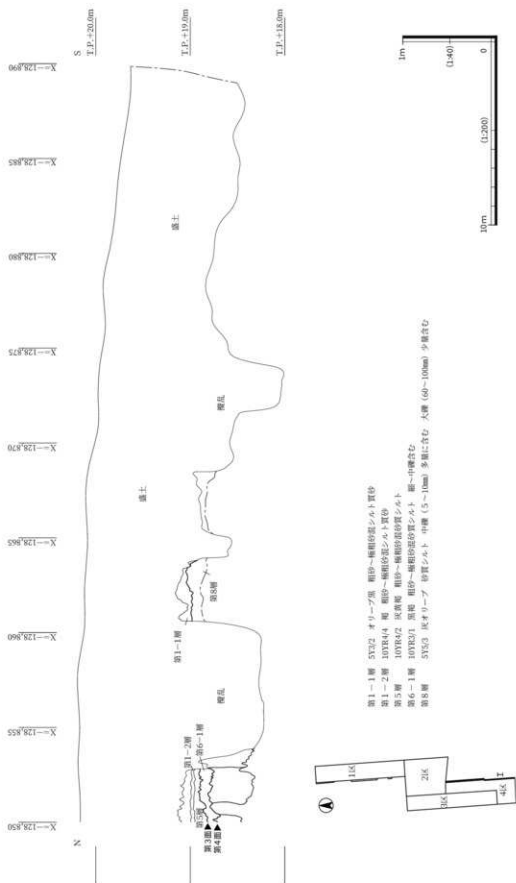 S
T.P.+20.0m
T.P.+19.0m
T.P.+18.0m
X=-128,890
X=-128,885
X=-128,880
X=-128,875
X=-128,870
X=-128,865
X=-128,860
X=-128,855
X=-128,850
N
盛土
盛土
攪乱
攪乱
第1-1層
第8層
第1-2層
第6-1層
第5層
第3面
第4面
1m
(1:40)
0
(1:200)
10m
第1-1層 5Y3/2 オリーブ黒 粗砂~極粗砂混シルト質砂
第1-2層 10YR4/4 褐 粗砂~極粗砂混シルト質砂
第5層 10YR4/2 灰黄褐 粗砂~極粗砂混砂質シルト
第6-1層 10YR3/1 黒褐 粗砂~極粗砂混砂質シルト 細~中礫含む
第8層 5Y5/3 灰オリーブ 砂質シルト 中礫(5~10㎜)多量に含む 大礫(60~100㎜)少量含む
1区
2区
3区
4区